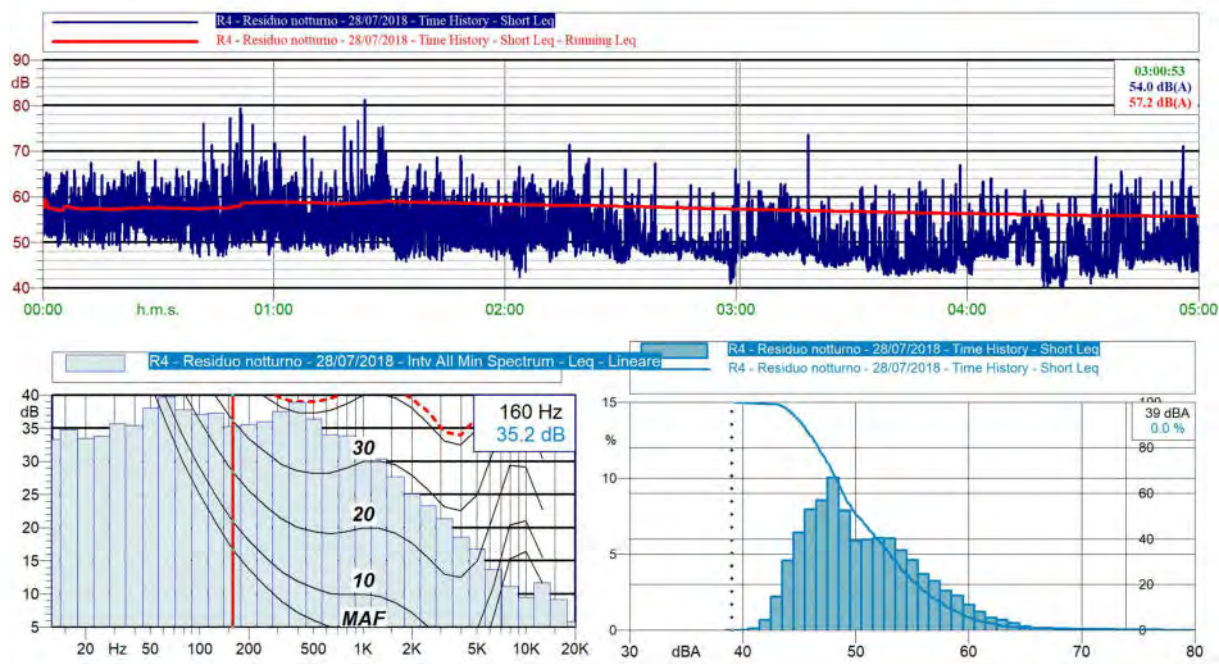 R4 - Residuo notturno - 28/07/2018 - Time History - Short Leq
R4 - Residuo notturno - 28/07/2018 - Time History - Short Leq - Running Leq
90
dB
80
70
60
50
40
03:00:53
54.0 dB(A)
57.2 dB(A)
00:00 h.m.s. 01:00 02:00 03:00 04:00 05:00
R4 - Residuo notturno - 28/07/2018 - Intv All Min Spectrum - Leq - Lineare
40
dB
35
30
25
20
15
10
5
160 Hz
35.2 dB
30
20
10
MAF
20 Hz 50 100 200 500 1K 2K 5K 10K 20K
R4 - Residuo notturno - 28/07/2018 - Time History - Short Leq
R4 - Residuo notturno - 28/07/2018 - Time History - Short Leq
15
%
10
5
0
100
39 dBA
0.0 %
80
60
40
20
0
30 dBA 40 50 60 70 80